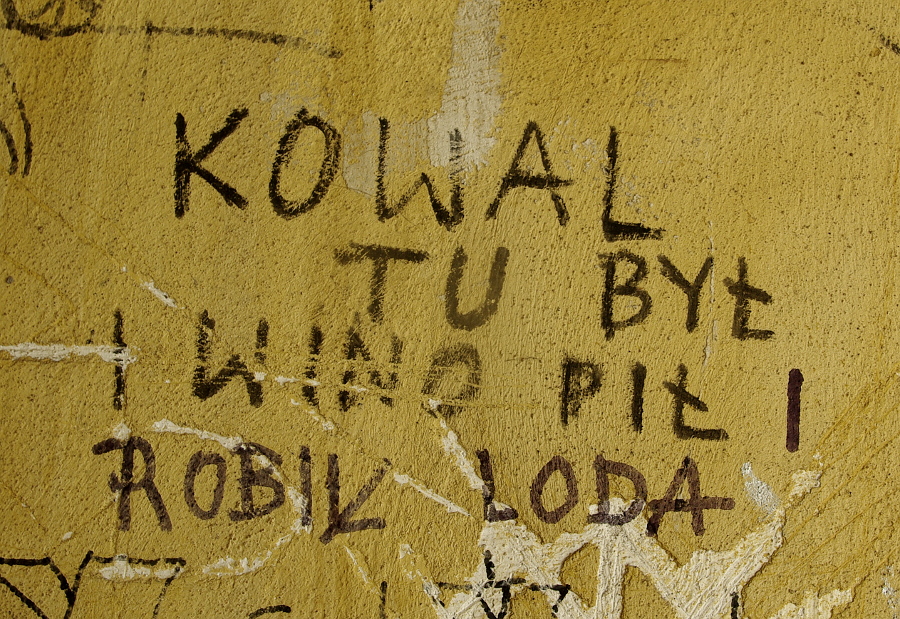 KOWAL
TU BYŁ
I WINO PIŁ I
ROBIŁ LODA